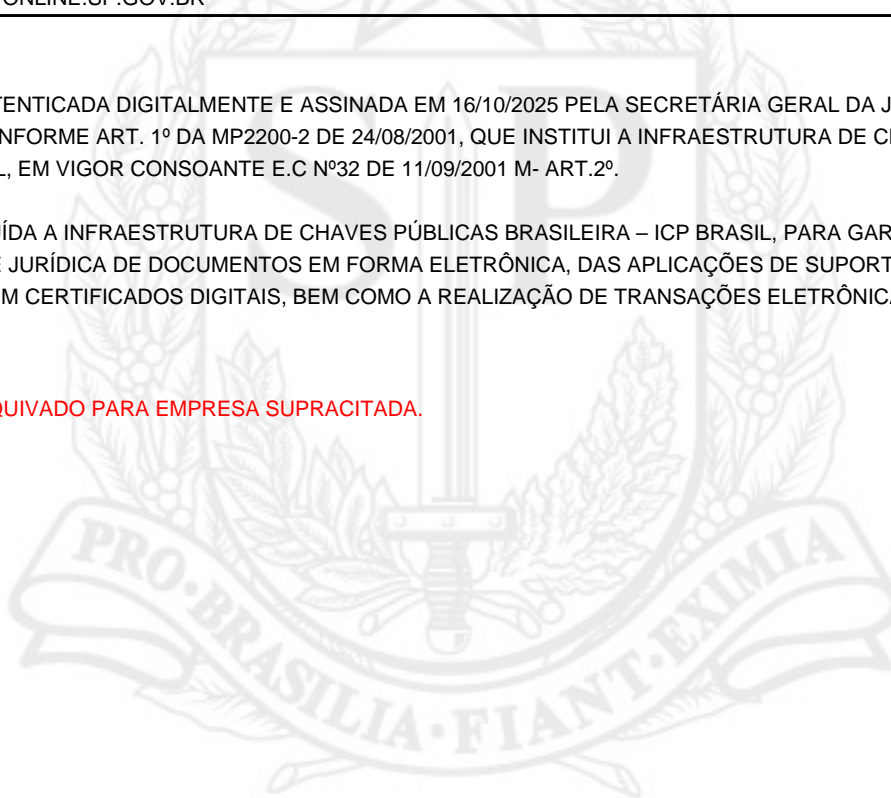 ONLINE.SP.GOV.BR
TENTICADA DIGITALMENTE E ASSINADA EM 16/10/2025 PELA SECRETÁRIA GERAL DA J
NFORME ART. 1º DA MP2200-2 DE 24/08/2001, QUE INSTITUI A INFRAESTRUTURA DE C
L, EM VIGOR CONSOANTE E.C Nº32 DE 11/09/2001 M- ART.2º.
ÍDA A INFRAESTRUTURA DE CHAVES PÚBLICAS BRASILEIRA – ICP BRASIL, PARA GAR
E JURÍDICA DE DOCUMENTOS EM FORMA ELETRÔNICA, DAS APLICAÇÕES DE SUPORT
M CERTIFICADOS DIGITAIS, BEM COMO A REALIZAÇÃO DE TRANSAÇÕES ELETRÔNICA
QUIVADO PARA EMPRESA SUPRACITADA.
SP
PRO·BRASILIA·FIANT·EXIMIA